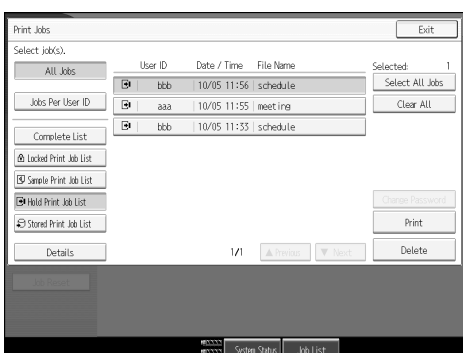 Print Jobs
Exit
Select job(s).
All Jobs
User ID Date / Time File Name
Selected: 1
bbb 10/05 11:56 schedule
Select All Jobs
Jobs Per User ID
aaa 10/05 11:55 meeting
Clear All
bbb 10/05 11:33 schedule
Complete List
Locked Print Job List
Sample Print Job List
Hold Print Job List
Change Password
Stored Print Job List
Print
Details
1/1
Previous
Next
Delete
Job Reset
System Status
Job List